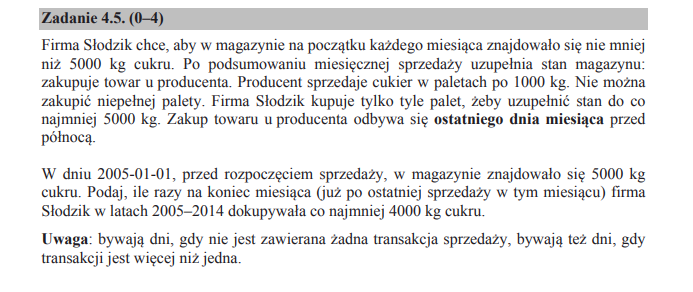 Zadanie 4.5. (0–4)
Firma Słodzik chce, aby w magazynie na początku każdego miesiąca znajdowało się nie mniej
niż 5000 kg cukru. Po podsumowaniu miesięcznej sprzedaży uzupełnia stan magazynu:
zakupuje towar u producenta. Producent sprzedaje cukier w paletach po 1000 kg. Nie można
zakupić niepełnej palety. Firma Słodzik kupuje tylko tyle palet, żeby uzupełnić stan do co
najmniej 5000 kg. Zakup towaru u producenta odbywa się ostatniego dnia miesiąca przed
północą.
W dniu 2005-01-01, przed rozpoczęciem sprzedaży, w magazynie znajdowało się 5000 kg
cukru. Podaj, ile razy na koniec miesiąca (już po ostatniej sprzedaży w tym miesiącu) firma
Słodzik w latach 2005–2014 dokupywała co najmniej 4000 kg cukru.
Uwaga: bywają dni, gdy nie jest zawierana żadna transakcja sprzedaży, bywają też dni, gdy
transakcji jest więcej niż jedna.